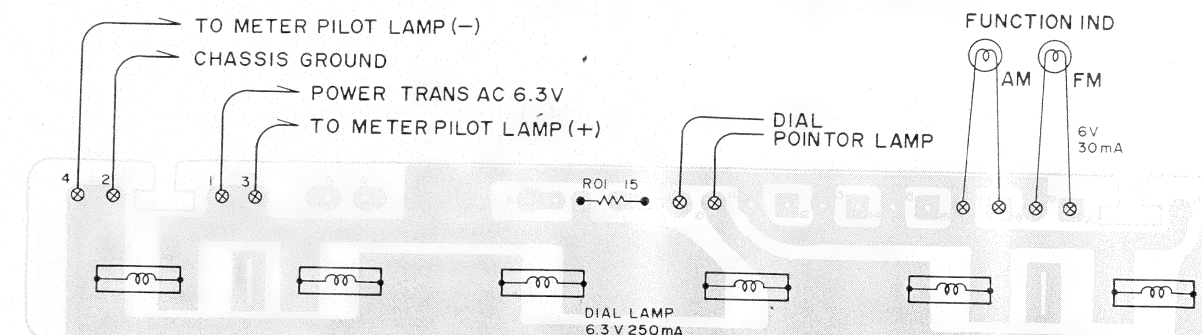 TO METER PILOT LAMP (-)
CHASSIS GROUND
POWER TRANS AC 6.3V
TO METER PILOT LAMP (+)
4
2
1
3
R01 15
DIAL
POINTOR LAMP
FUNCTION IND
AM
FM
6V
30mA
DIAL LAMP
6.3V 250mA